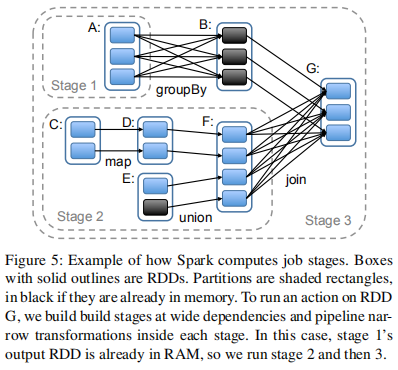 A:
B:
G:
Stage 1
groupBy
C:
D:
F:
map
E:
join
Stage 2
union
Stage 3
Figure 5: Example of how Spark computes job stages. Boxes
with solid outlines are RDDs. Partitions are shaded rectangles,
in black if they are already in memory. To run an action on RDD
G, we build build stages at wide dependencies and pipeline nar-
row transformations inside each stage. In this case, stage 1's
output RDD is already in RAM, so we run stage 2 and then 3.